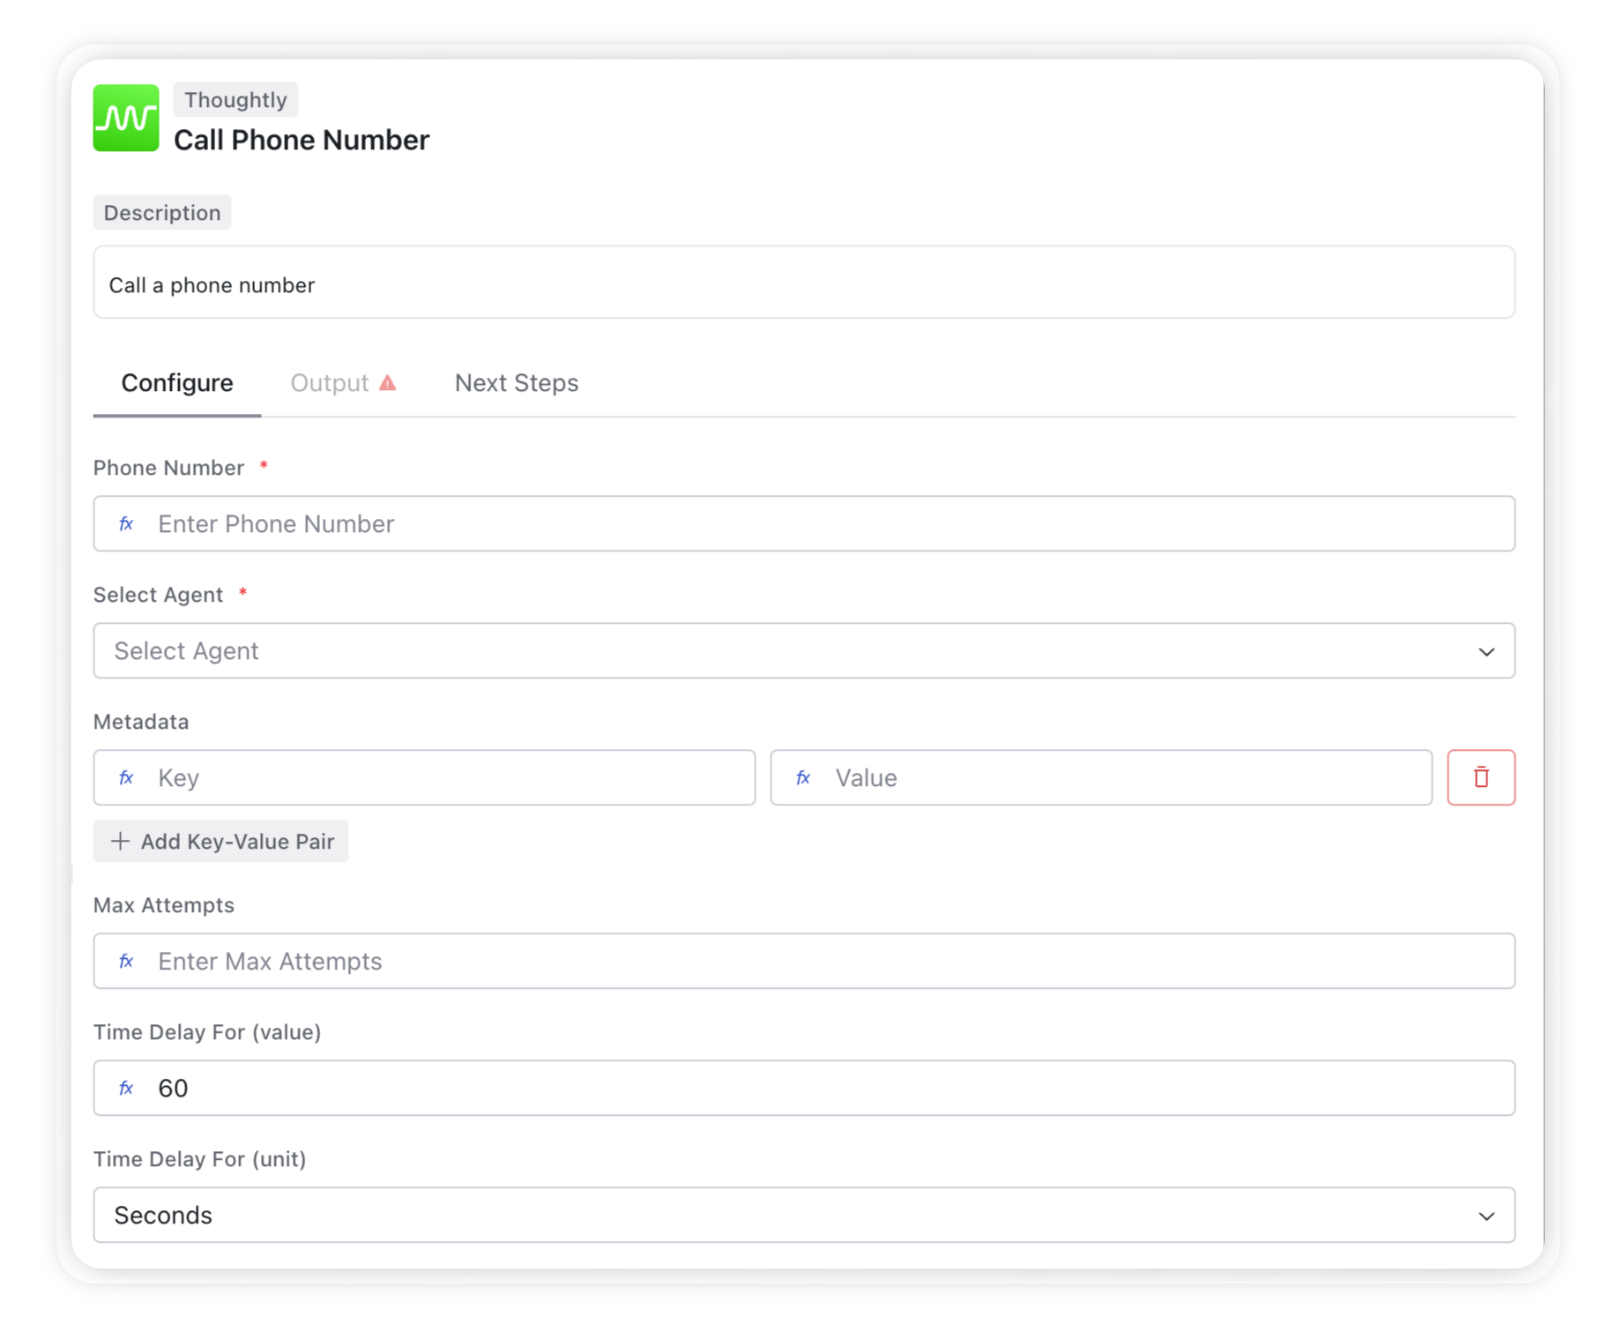 Thoughtly
Call Phone Number
Description
Call a phone number
Configure Output Next Steps
Phone Number *
fx Enter Phone Number
Select Agent *
Select Agent
Metadata
fx Key fx Value
+ Add Key-Value Pair
Max Attempts
fx Enter Max Attempts
Time Delay For (value)
fx 60
Time Delay For (unit)
Seconds